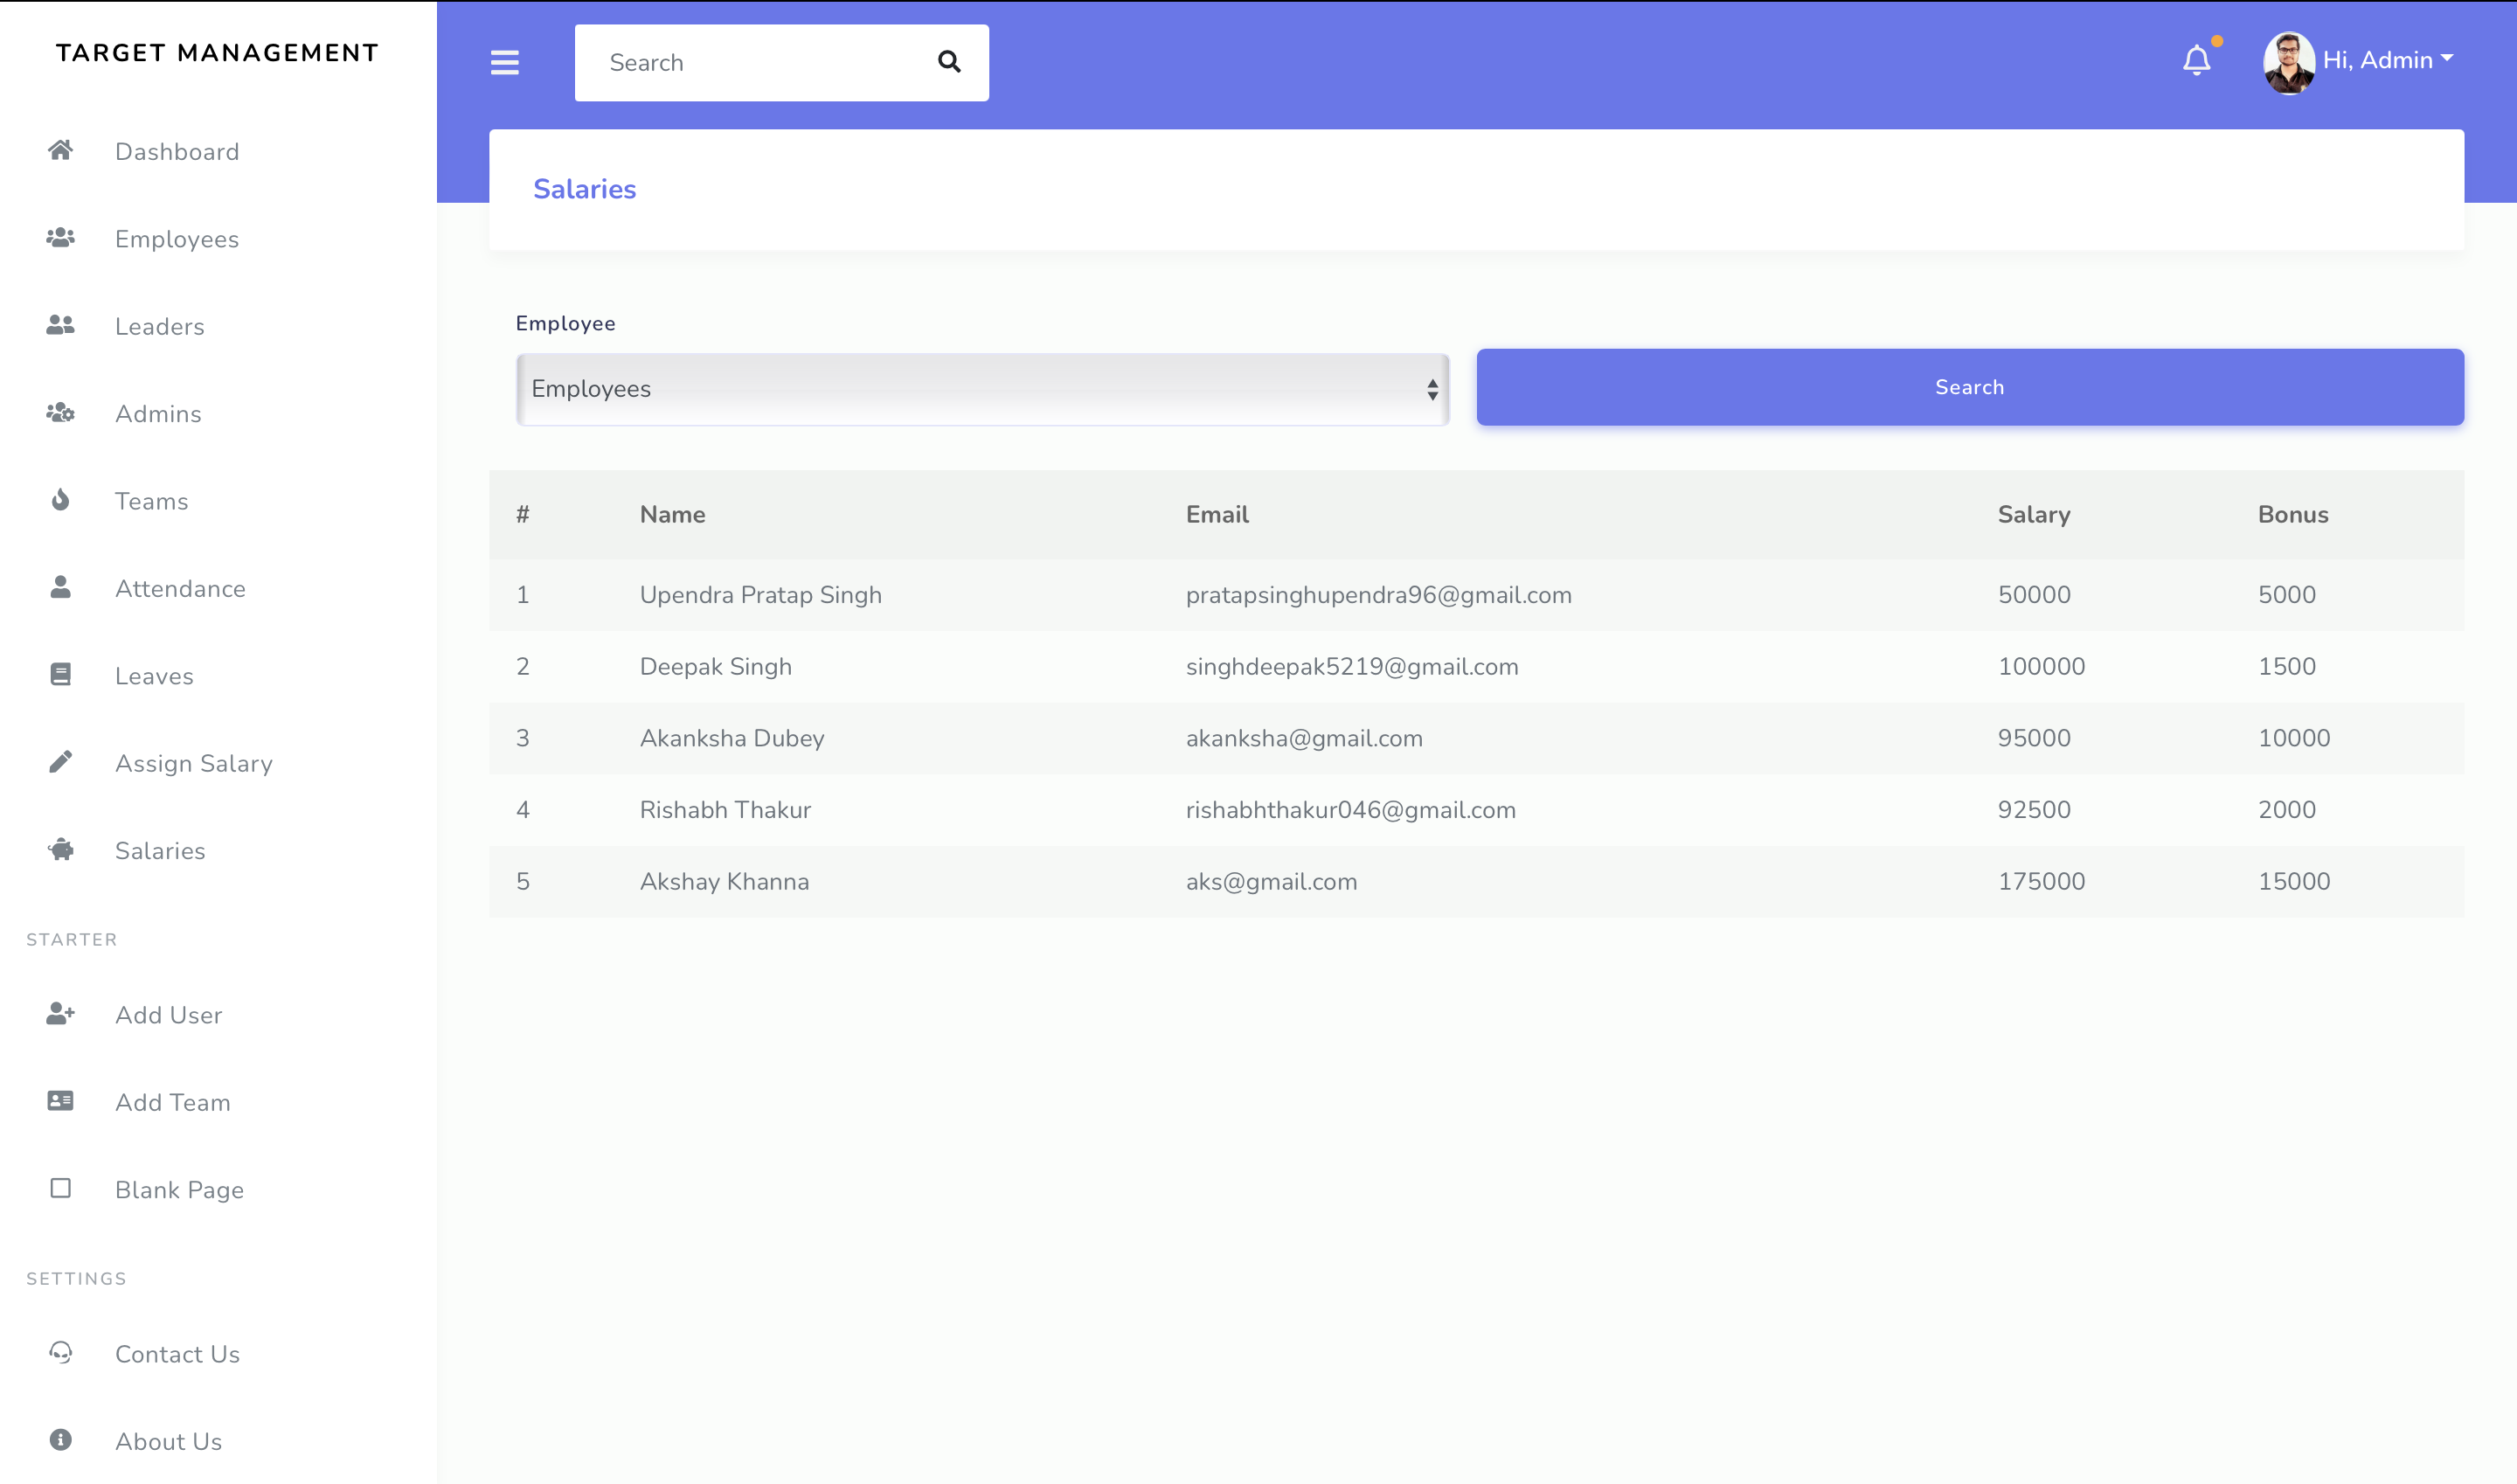 TARGET MANAGEMENT
Dashboard
Employees
Leaders
Admins
Teams
Attendance
Leaves
Assign Salary
Salaries
STARTER
Add User
Add Team
Blank Page
SETTINGS
Contact Us
About Us
Search
Hi, Admin
Salaries
Employee
Employees
Search
# Name Email Salary Bonus
1 Upendra Pratap Singh pratapsinghupendra96@gmail.com 50000 5000
2 Deepak Singh singhdeepak5219@gmail.com 100000 1500
3 Akanksha Dubey akanksha@gmail.com 95000 10000
4 Rishabh Thakur rishabhthakur046@gmail.com 92500 2000
5 Akshay Khanna aks@gmail.com 175000 15000